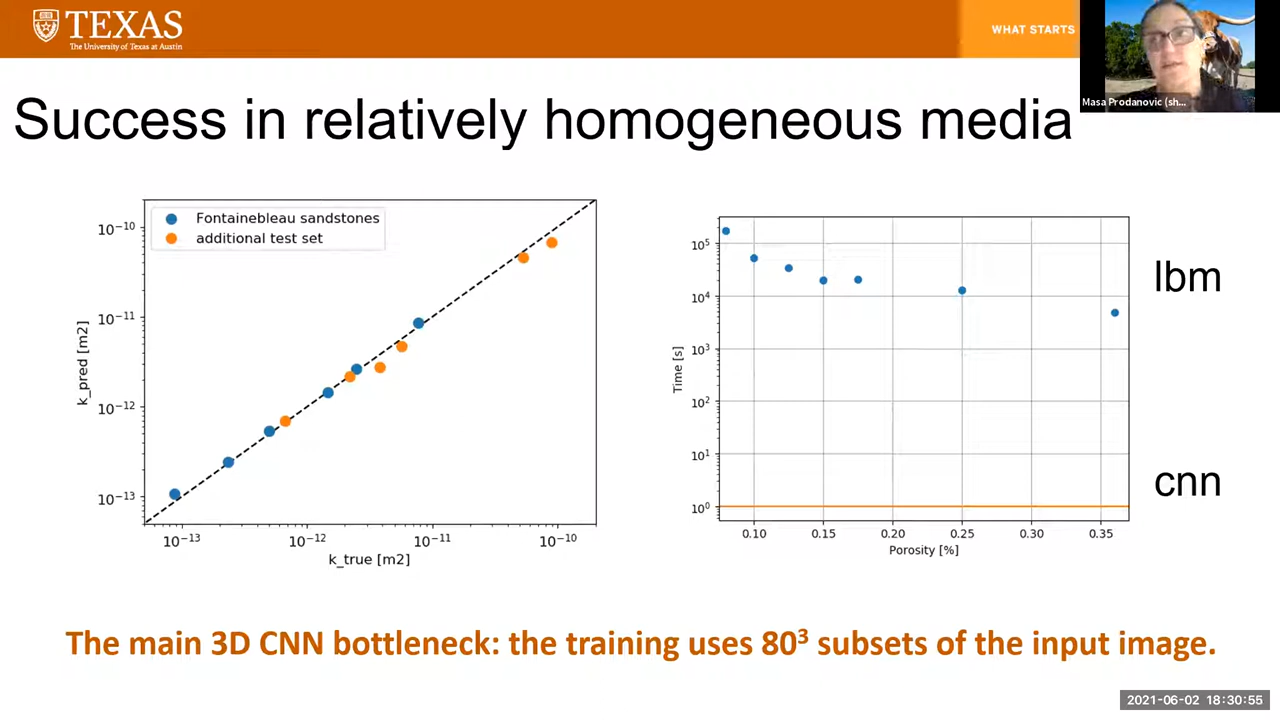 TEXAS
The University of Texas at Austin
WHAT STARTS
Masa Prodanovic (sh...
Success in relatively homogeneous media
Fontainebleau sandstones
additional test set
10⁻¹⁰
10⁻¹¹
10⁻¹²
10⁻¹³
k_pred [m2]
10⁻¹³
10⁻¹²
10⁻¹¹
10⁻¹⁰
k_true [m2]
10⁵
10⁴
10³
10²
10¹
10⁰
Time [s]
0.10
0.15
0.20
0.25
0.30
0.35
Porosity [%]
lbm
cnn
The main 3D CNN bottleneck: the training uses 80³ subsets of the input image.
2021-06-02 18:30:55